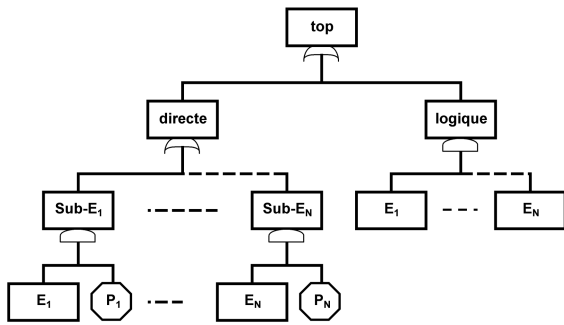 top
directe
logique
Sub-E1
Sub-EN
E1
EN
E1
P1
EN
PN